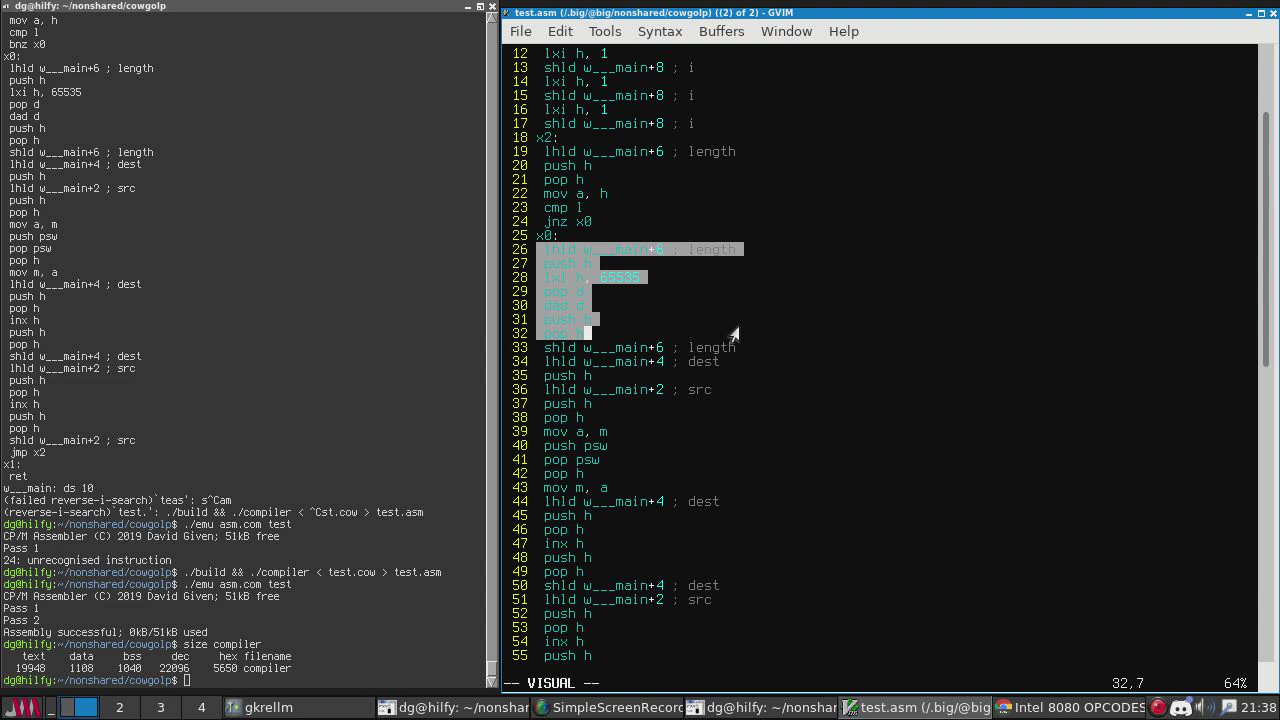 dg@hilfy: ~/nonshared/cowgolp
 mov a, h
 cmp l
 bnz x0
x0:
 lhld w___main+6 ; length
 push h
 lxi h, 65535
 pop d
 dad d
 push h
 pop h
 shld w___main+6 ; length
 lhld w___main+4 ; dest
 push h
 lhld w___main+2 ; src
 push h
 pop h
 mov a, m
 push psw
 pop psw
 pop h
 mov m, a
 lhld w___main+4 ; dest
 push h
 pop h
 inx h
 push h
 pop h
 shld w___main+4 ; dest
 lhld w___main+2 ; src
 push h
 pop h
 inx h
 push h
 pop h
 shld w___main+2 ; src
 jmp x2
x1:
 ret
w___main: ds 10
(failed reverse-i-search)`teas': s^Cam
(reverse-i-search)`test.': ./build && ./compiler < ^Cst.cow > test.asm
dg@hilfy:~/nonshared/cowgolp$ ./emu asm.com test
CP/M Assembler (C) 2019 David Given; 51kB free
Pass 1
24: unrecognised instruction
dg@hilfy:~/nonshared/cowgolp$ ./build && ./compiler < test.cow > test.asm
dg@hilfy:~/nonshared/cowgolp$ ./emu asm.com test
CP/M Assembler (C) 2019 David Given; 51kB free
Pass 1
Pass 2
Assembly successful; 0kB/51kB used
dg@hilfy:~/nonshared/cowgolp$ size compiler
   text    data     bss     dec     hex filename
  19948    1108    1040   22096    5650 compiler
dg@hilfy:~/nonshared/cowgolp$
test.asm (/.big/@big/nonshared/cowgolp) ((2) of 2) - GVIM
File Edit Tools Syntax Buffers Window Help
12  lxi h, 1
13  shld w___main+8 ; i
14  lxi h, 1
15  shld w___main+8 ; i
16  lxi h, 1
17  shld w___main+8 ; i
18 x2:
19  lhld w___main+6 ; length
20  push h
21  pop h
22  mov a, h
23  cmp l
24  jnz x0
25 x0:
26  lhld w___main+6 ; length
27  push h
28  lxi h, 65535
29  pop d
30  dad d
31  push h
32  pop h
33  shld w___main+6 ; length
34  lhld w___main+4 ; dest
35  push h
36  lhld w___main+2 ; src
37  push h
38  pop h
39  mov a, m
40  push psw
41  pop psw
42  pop h
43  mov m, a
44  lhld w___main+4 ; dest
45  push h
46  pop h
47  inx h
48  push h
49  pop h
50  shld w___main+4 ; dest
51  lhld w___main+2 ; src
52  push h
53  pop h
54  inx h
55  push h
-- VISUAL -- 32,7 64%
2 3 4 gkrellm dg@hilfy: ~/nonshar SimpleScreenRecord dg@hilfy: ~/nonshar test.asm (/.big/@big Intel 8080 OPCODES 21:38